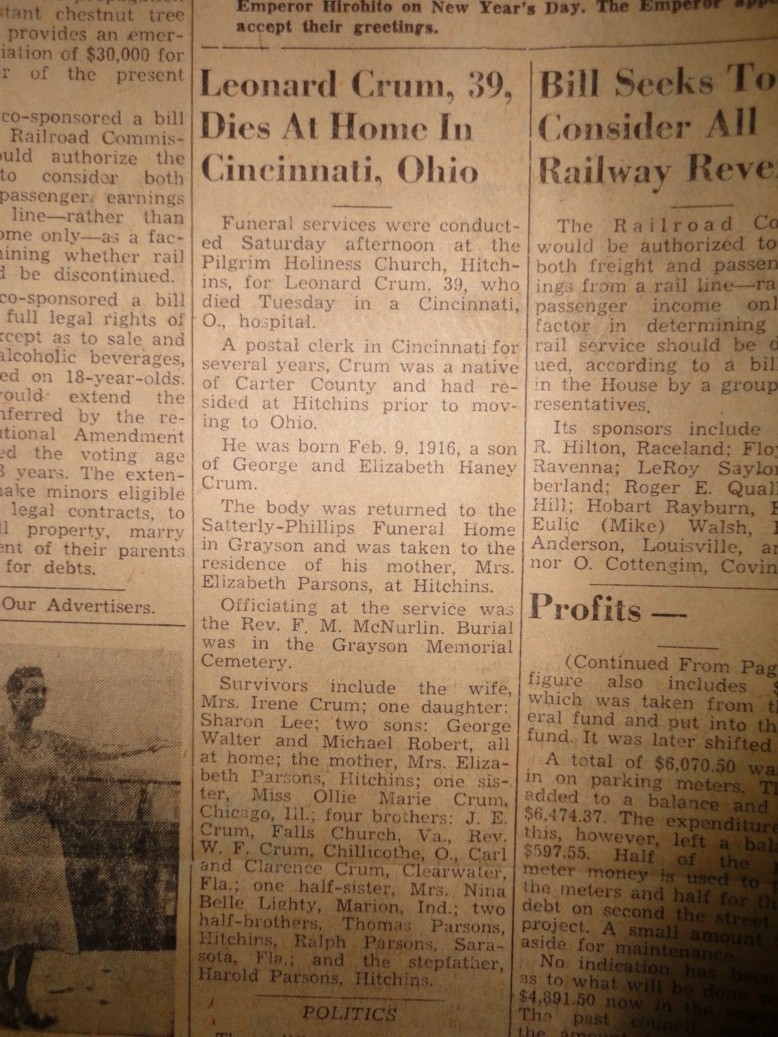 stant chestnut tree
provides an emer-
iation of $30,000 for
r of the present
co-sponsored a bill
Railroad Commis-
ould authorize the
to consider both
passenger earnings
line—rather than
ome only—as a fac-
ining whether rail
d be discontinued.
co-sponsored a bill
full legal rights of
xcept as to sale and
alcoholic beverages,
ed on 18-year-olds.
ould extend the
nferred by the re-
utional Amendment
ed the voting age
8 years. The exten-
make minors eligible
legal contracts, to
ll property, marry
ent of their parents
for debts.
Our Advertisers.
Emperor Hirohito on New Year's Day. The Emperor appe
accept their greetings.
Leonard Crum, 39,
Dies At Home In
Cincinnati, Ohio
Funeral services were conduct-
ed Saturday afternoon at the
Pilgrim Holiness Church, Hitch-
ins, for Leonard Crum, 39, who
died Tuesday in a Cincinnati,
O., hospital.
A postal clerk in Cincinnati for
several years, Crum was a native
of Carter County and had re-
sided at Hitchins prior to mov-
ing to Ohio.
He was born Feb. 9, 1916, a son
of George and Elizabeth Haney
Crum.
The body was returned to the
Satterly-Phillips Funeral Home
in Grayson and was taken to the
residence of his mother, Mrs.
Elizabeth Parsons, at Hitchins.
Officiating at the service was
the Rev. F. M. McNurlin. Burial
was in the Grayson Memorial
Cemetery.
Survivors include the wife,
Mrs. Irene Crum; one daughter:
Sharon Lee; two sons: George
Walter and Michael Robert, all
at home; the mother, Mrs. Eliza-
beth Parsons, Hitchins; one sis-
ter, Miss Ollie Marie Crum,
Chicago, Ill.; four brothers: J. E.
Crum, Falls Church, Va., Rev.
W. F. Crum, Chillicothe, O., Carl
and Clarence Crum, Clearwater,
Fla.; one half-sister, Mrs. Nina
Belle Lighty, Marion, Ind.; two
half-brothers, Thomas Parsons,
Hitchins, Ralph Parsons, Sara-
sota, Fla.; and the stepfather,
Harold Parsons, Hitchins.
POLITICS
Bill Seeks To
Consider All
Railway Reve
The Railroad Co
would be authorized to
both freight and passen
ings from a rail line—ra
passenger income onl
factor in determining
rail service should be d
ued, according to a bil
in the House by a group
resentatives.
Its sponsors include
R. Hilton, Raceland; Flo
Ravenna; LeRoy Saylo
berland; Roger E. Qual
Hill; Hobart Rayburn,
Eulic (Mike) Walsh,
Anderson, Louisville, a
nor O. Cottengim, Covin
Profits —
(Continued From Pag
figure also includes $
which was taken from t
eral fund and put into th
fund. It was later shifted
A total of $6,070.50 wa
in on parking meters. T
added to a balance and
$6,474.37. The expenditure
this, however, left a bal
$597.55. Half of the
meter money is used to
the meters and half for th
debt on second the street
project. A small amount
aside for maintenance.
No indication has been
as to what will be done
$4,891.50 now in the
The past council
the amount